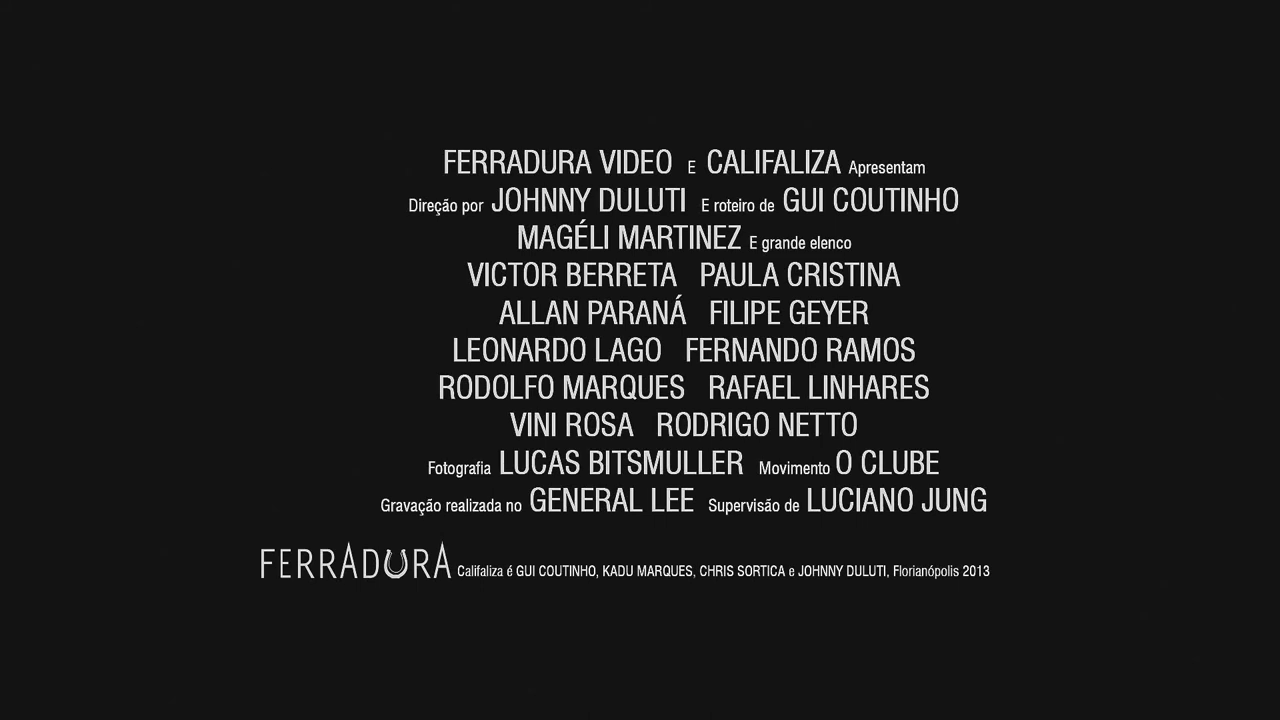 FERRADURA VIDEO E CALIFALIZA Apresentam
Direção por JOHNNY DULUTI E roteiro de GUI COUTINHO
MAGÉLI MARTINEZ E grande elenco
VICTOR BERRETA PAULA CRISTINA
ALLAN PARANÁ FILIPE GEYER
LEONARDO LAGO FERNANDO RAMOS
RODOLFO MARQUES RAFAEL LINHARES
VINI ROSA RODRIGO NETTO
Fotografia LUCAS BITSMULLER Movimento O CLUBE
Gravação realizada no GENERAL LEE Supervisão de LUCIANO JUNG
FERRADURA Califaliza é GUI COUTINHO, KADU MARQUES, CHRIS SORTICA e JOHNNY DULUTI, Florianópolis 2013